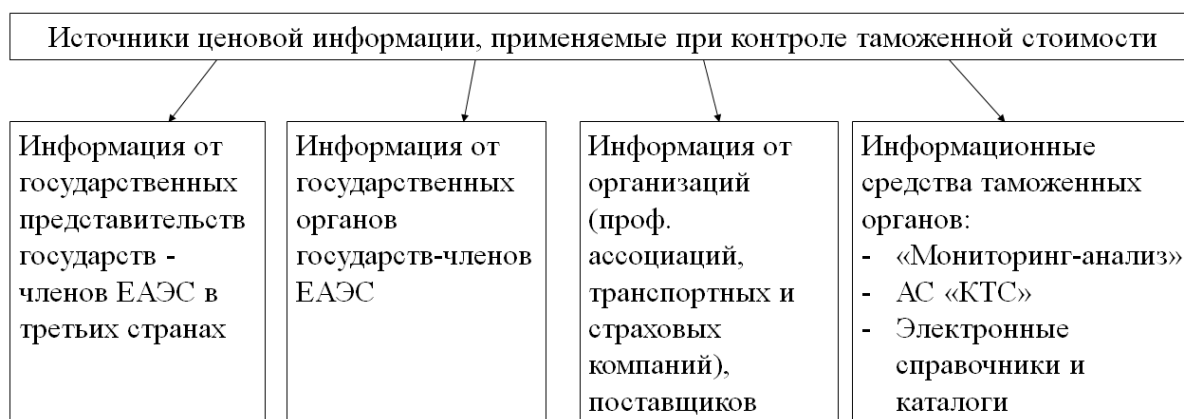 Источники ценовой информации, применяемые при контроле таможенной стоимости
Информация от
государственных
представительств
государств -
членов ЕАЭС в
третьих странах
Информация от
государственных
органов
государств-членов
ЕАЭС
Информация от
организаций
(проф.
ассоциаций,
транспортных и
страховых
компаний),
поставщиков
Информационные
средства таможенных
органов:
- «Мониторинг-анализ»
- АС «КТС»
- Электронные
справочники и
каталоги